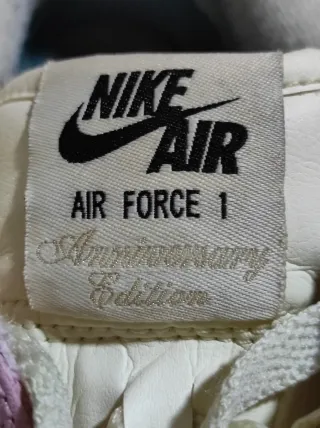 NIKE
AIR
AIR FORCE 1
Anniversary
Edition